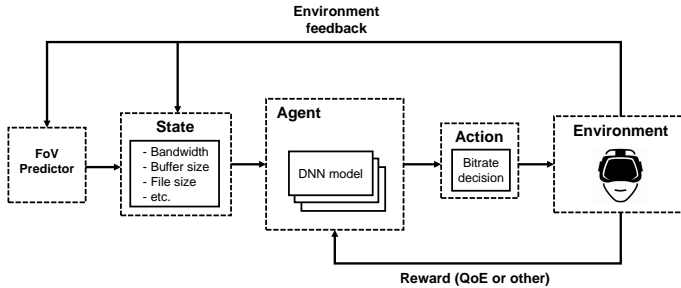 Environment
feedback
FoV
Predictor
State
- Bandwidth
- Buffer size
- File size
- etc.
Agent
DNN model
Action
Bitrate
decision
Environment
Reward (QoE or other)